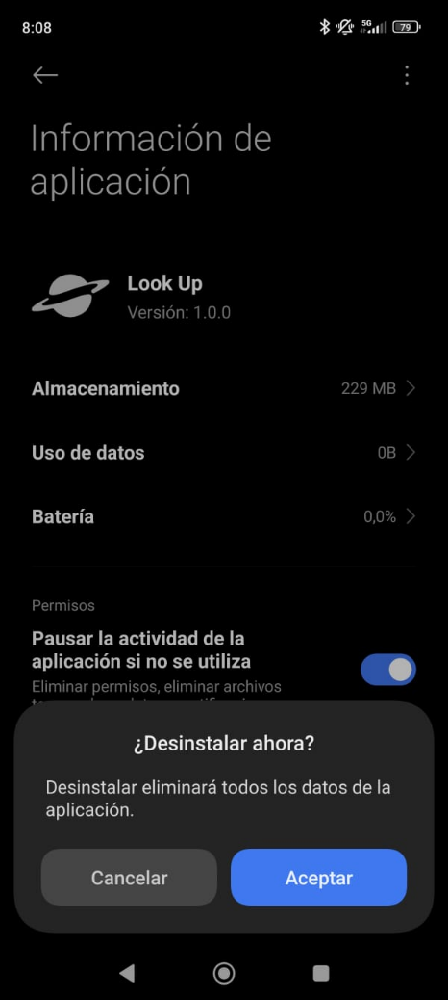 8:08
5G
79
Información de
aplicación
Look Up
Versión: 1.0.0
Almacenamiento
229 MB
Uso de datos
0B
Batería
0,0%
Permisos
Pausar la actividad de la
aplicación si no se utiliza
Eliminar permisos, eliminar archivos
¿Desinstalar ahora?
Desinstalar eliminará todos los datos de la
aplicación.
Cancelar
Aceptar